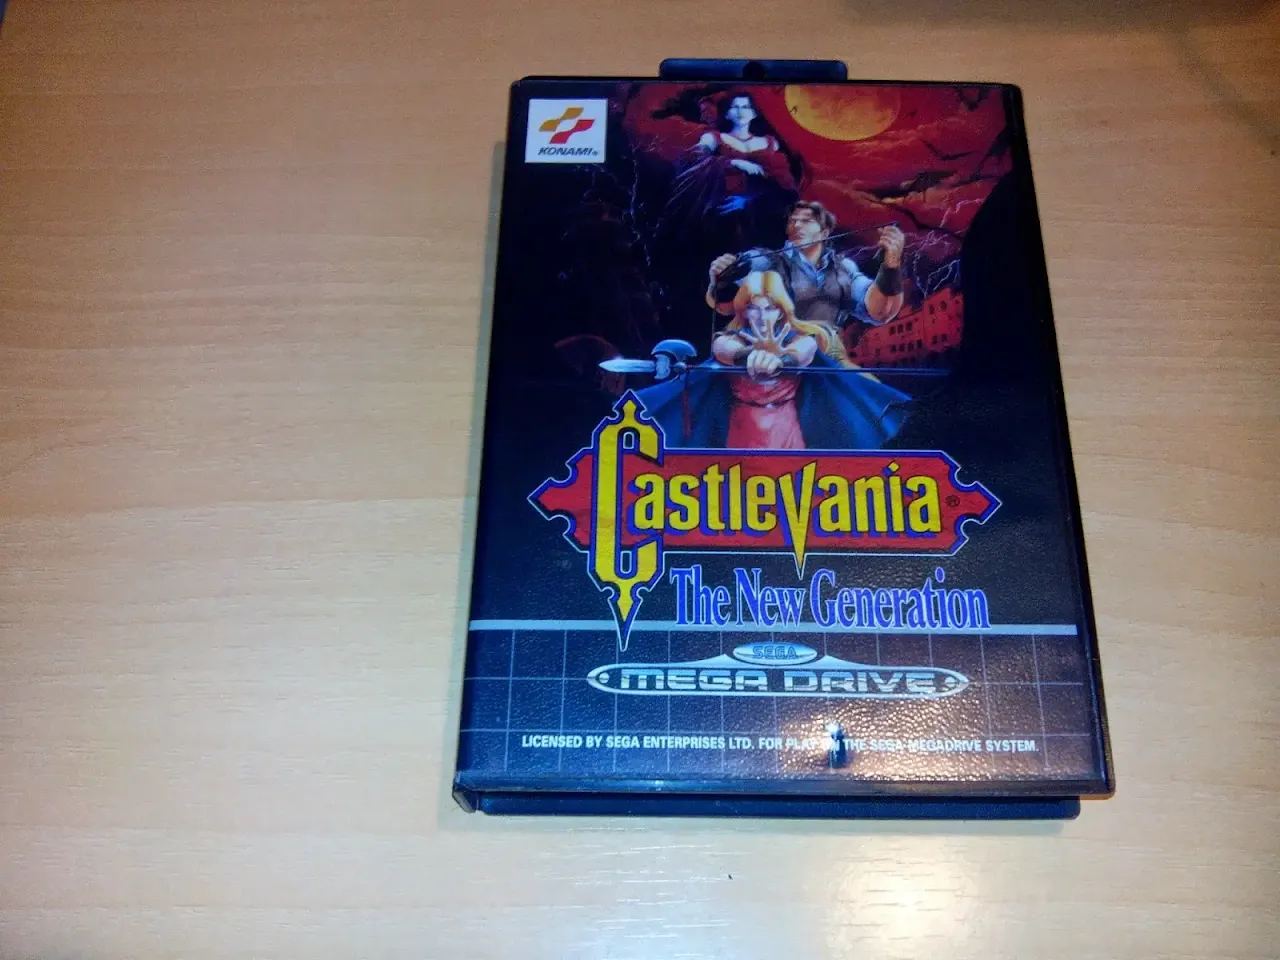 KONAMI®
Castlevania®
The New Generation
SEGA
MEGA DRIVE
LICENSED BY SEGA ENTERPRISES LTD. FOR PLAY ON THE SEGA MEGADRIVE SYSTEM.